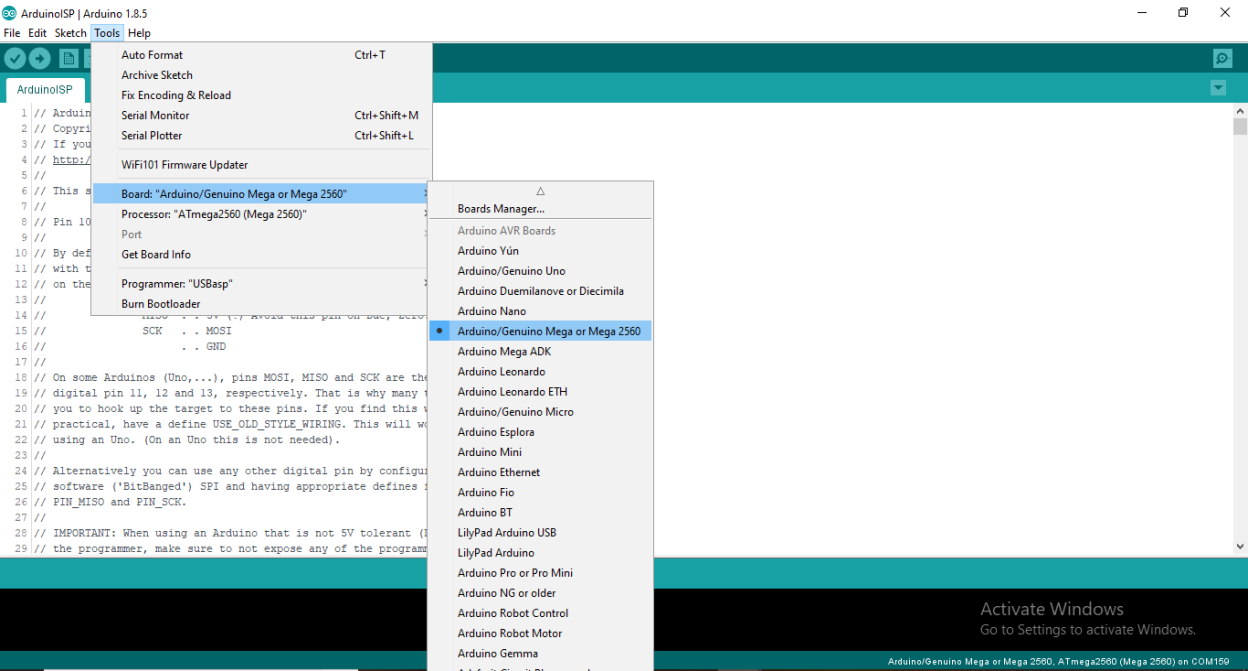 ArduinoISP | Arduino 1.8.5
File Edit Sketch Tools Help
ArduinoISP
Auto Format Ctrl+T
Archive Sketch
Fix Encoding & Reload
Serial Monitor Ctrl+Shift+M
Serial Plotter Ctrl+Shift+L
WiFi101 Firmware Updater
Board: "Arduino/Genuino Mega or Mega 2560"
Processor: "ATmega2560 (Mega 2560)"
Port
Get Board Info
Programmer: "USBasp"
Burn Bootloader
Boards Manager...
Arduino AVR Boards
Arduino Yún
Arduino/Genuino Uno
Arduino Duemilanove or Diecimila
Arduino Nano
Arduino/Genuino Mega or Mega 2560
Arduino Mega ADK
Arduino Leonardo
Arduino Leonardo ETH
Arduino/Genuino Micro
Arduino Esplora
Arduino Mini
Arduino Ethernet
Arduino Fio
Arduino BT
LilyPad Arduino USB
LilyPad Arduino
Arduino Pro or Pro Mini
Arduino NG or older
Arduino Robot Control
Arduino Robot Motor
Arduino Gemma
1 // Arduin
2 // Copyri
3 // If you
4 // http:/
5 //
6 // This s
7 //
8 // Pin 10
9 //
10 // By def
11 // with t
12 // on the
13 //
14 // MISO . . 5V (!) Avoid this pin on Due, Zero
15 // SCK . . MOSI
16 // . . GND
17 //
18 // On some Arduinos (Uno,...), pins MOSI, MISO and SCK are the
19 // digital pin 11, 12 and 13, respectively. That is why many
20 // you to hook up the target to these pins. If you find this
21 // practical, have a define USE_OLD_STYLE_WIRING. This will wo
22 // using an Uno. (On an Uno this is not needed).
23 //
24 // Alternatively you can use any other digital pin by configu
25 // software ('BitBanged') SPI and having appropriate defines
26 // PIN_MISO and PIN_SCK.
27 //
28 // IMPORTANT: When using an Arduino that is not 5V tolerant (
29 // the programmer, make sure to not expose any of the program
Activate Windows
Go to Settings to activate Windows.
Arduino/Genuino Mega or Mega 2560, ATmega2560 (Mega 2560) on COM159